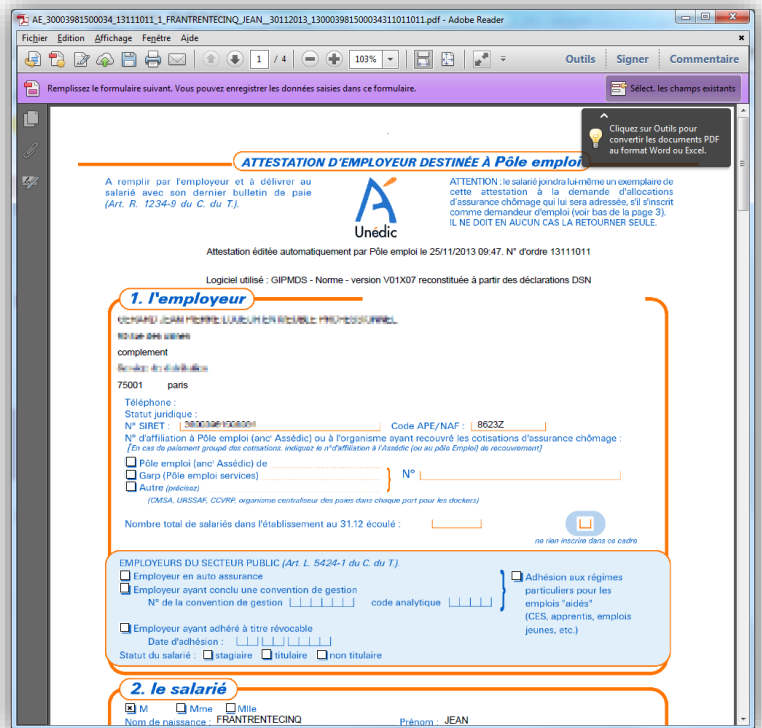 AE_30003981500034_13111011_1_FRANTRENTECINQ_JEAN__30112013_13000398150003431101​1011.pdf - Adobe Reader
Fichier Edition Affichage Fenêtre Aide
1 / 4 103% Outils Signer Commentaire
Remplissez le formulaire suivant. Vous pouvez enregistrer les données saisies dans ce formulaire.
Sélect. les champs existants
Cliquez sur Outils pour
convertir les documents PDF
au format Word ou Excel.
ATTESTATION D'EMPLOYEUR DESTINÉE À Pôle emploi
A remplir par l'employeur et à délivrer au
salarié avec son dernier bulletin de paie
(Art. R. 1234-9 du C. du T.).
Unédic
ATTENTION : le salarié joindra lui-même un exemplaire de
cette attestation à la demande d'allocations
d'assurance chômage qui lui sera adressée, s'il s'inscrit
comme demandeur d'emploi (voir bas de la page 3).
IL NE DOIT EN AUCUN CAS LA RETOURNER SEULE.
Attestation éditée automatiquement par Pôle emploi le 25/11/2013 09:47. N° d'ordre 13111011
Logiciel utilisé : GIPMDS - Norme - version V01X07 reconstituée à partir des déclarations DSN
1. l'employeur
complement
75001 paris
Téléphone :
Statut juridique :
N° SIRET : Code APE/NAF : 8623Z
N° d'affiliation à Pôle emploi (anc' Assédic) ou à l'organisme ayant recouvré les cotisations d'assurance chômage :
[En cas de paiement groupé des cotisations, indiquez le n°d'affiliation à l'Assédic (ou au pôle Emploi) de recouvrement]
Pôle emploi (anc' Assédic) de
Garp (Pôle emploi services) N°
Autre (précisez)
(CMSA, URSSAF, CCVRP, organisme centraliseur des paies dans chaque port pour les dockers)
Nombre total de salariés dans l'établissement au 31.12 écoulé :
ne rien inscrire dans ce cadre
EMPLOYEURS DU SECTEUR PUBLIC (Art. L. 5424-1 du C. du T.).
Employeur en auto assurance
Employeur ayant conclu une convention de gestion
N° de la convention de gestion code analytique
Adhésion aux régimes
particuliers pour les
emplois "aidés"
(CES, apprentis, emplois
jeunes, etc.)
Employeur ayant adhéré à titre révocable
Date d'adhésion :
Statut du salarié : stagiaire titulaire non titulaire
2. le salarié
M Mme Mlle
Nom de naissance : FRANTRENTECINQ Prénom : JEAN